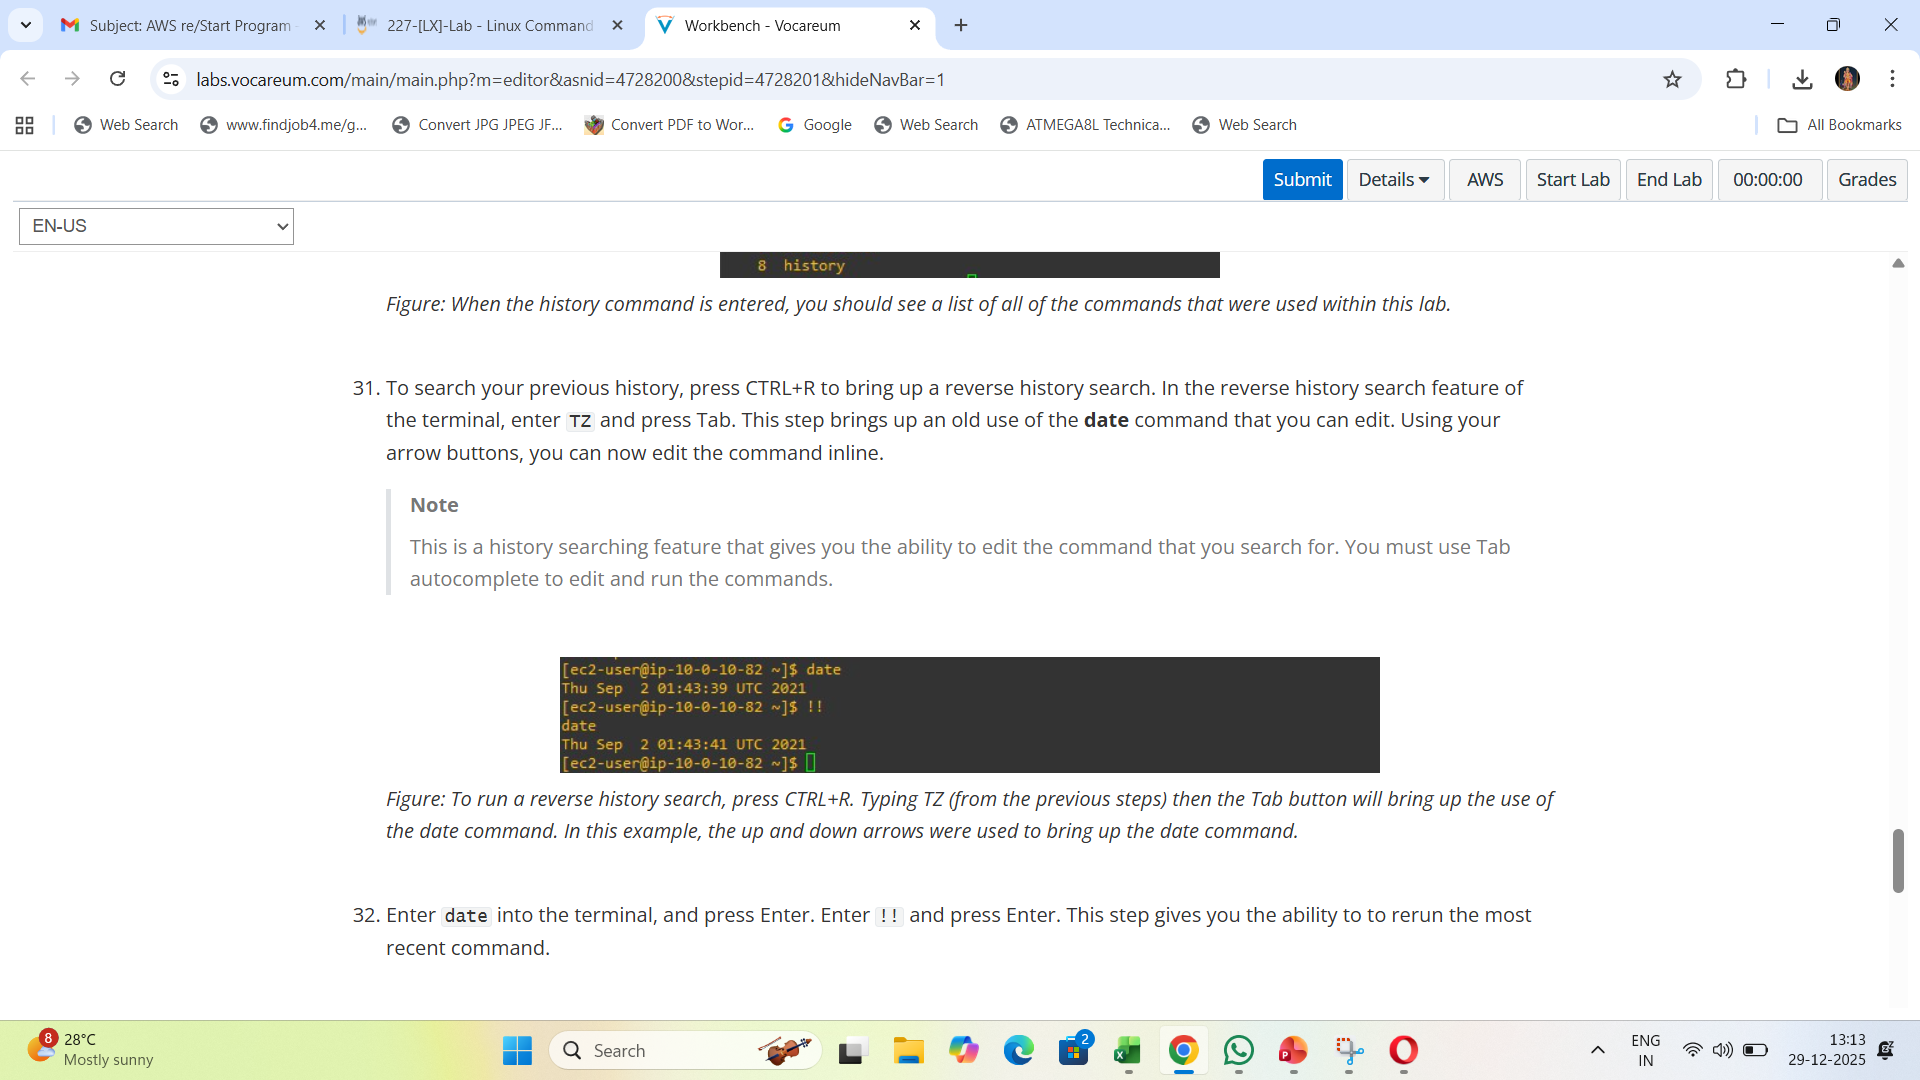 Subject: AWS re/Start Program -
227-[LX]-Lab - Linux Command
Workbench - Vocareum
labs.vocareum.com/main/main.php?m=editor&asnid=4728200&stepid=4728201&hideNavBar=1
Web Search
www.findjob4.me/g...
Convert JPG JPEG JF...
Convert PDF to Wor...
Google
Web Search
ATMEGA8L Technica...
Web Search
All Bookmarks
Submit
Details
AWS
Start Lab
End Lab
00:00:00
Grades
EN-US
8 history
Figure: When the history command is entered, you should see a list of all of the commands that were used within this lab.
31. To search your previous history, press CTRL+R to bring up a reverse history search. In the reverse history search feature of
the terminal, enter TZ and press Tab. This step brings up an old use of the date command that you can edit. Using your
arrow buttons, you can now edit the command inline.
Note
This is a history searching feature that gives you the ability to edit the command that you search for. You must use Tab
autocomplete to edit and run the commands.
[ec2-user@ip-10-0-10-82 ~]$ date
Thu Sep  2 01:43:39 UTC 2021
[ec2-user@ip-10-0-10-82 ~]$ !!
date
Thu Sep  2 01:43:41 UTC 2021
[ec2-user@ip-10-0-10-82 ~]$
Figure: To run a reverse history search, press CTRL+R. Typing TZ (from the previous steps) then the Tab button will bring up the use of
the date command. In this example, the up and down arrows were used to bring up the date command.
32. Enter date into the terminal, and press Enter. Enter !! and press Enter. This step gives you the ability to to rerun the most
recent command.
8
28°C
Mostly sunny
Search
2
ENG
IN
13:13
29-12-2025